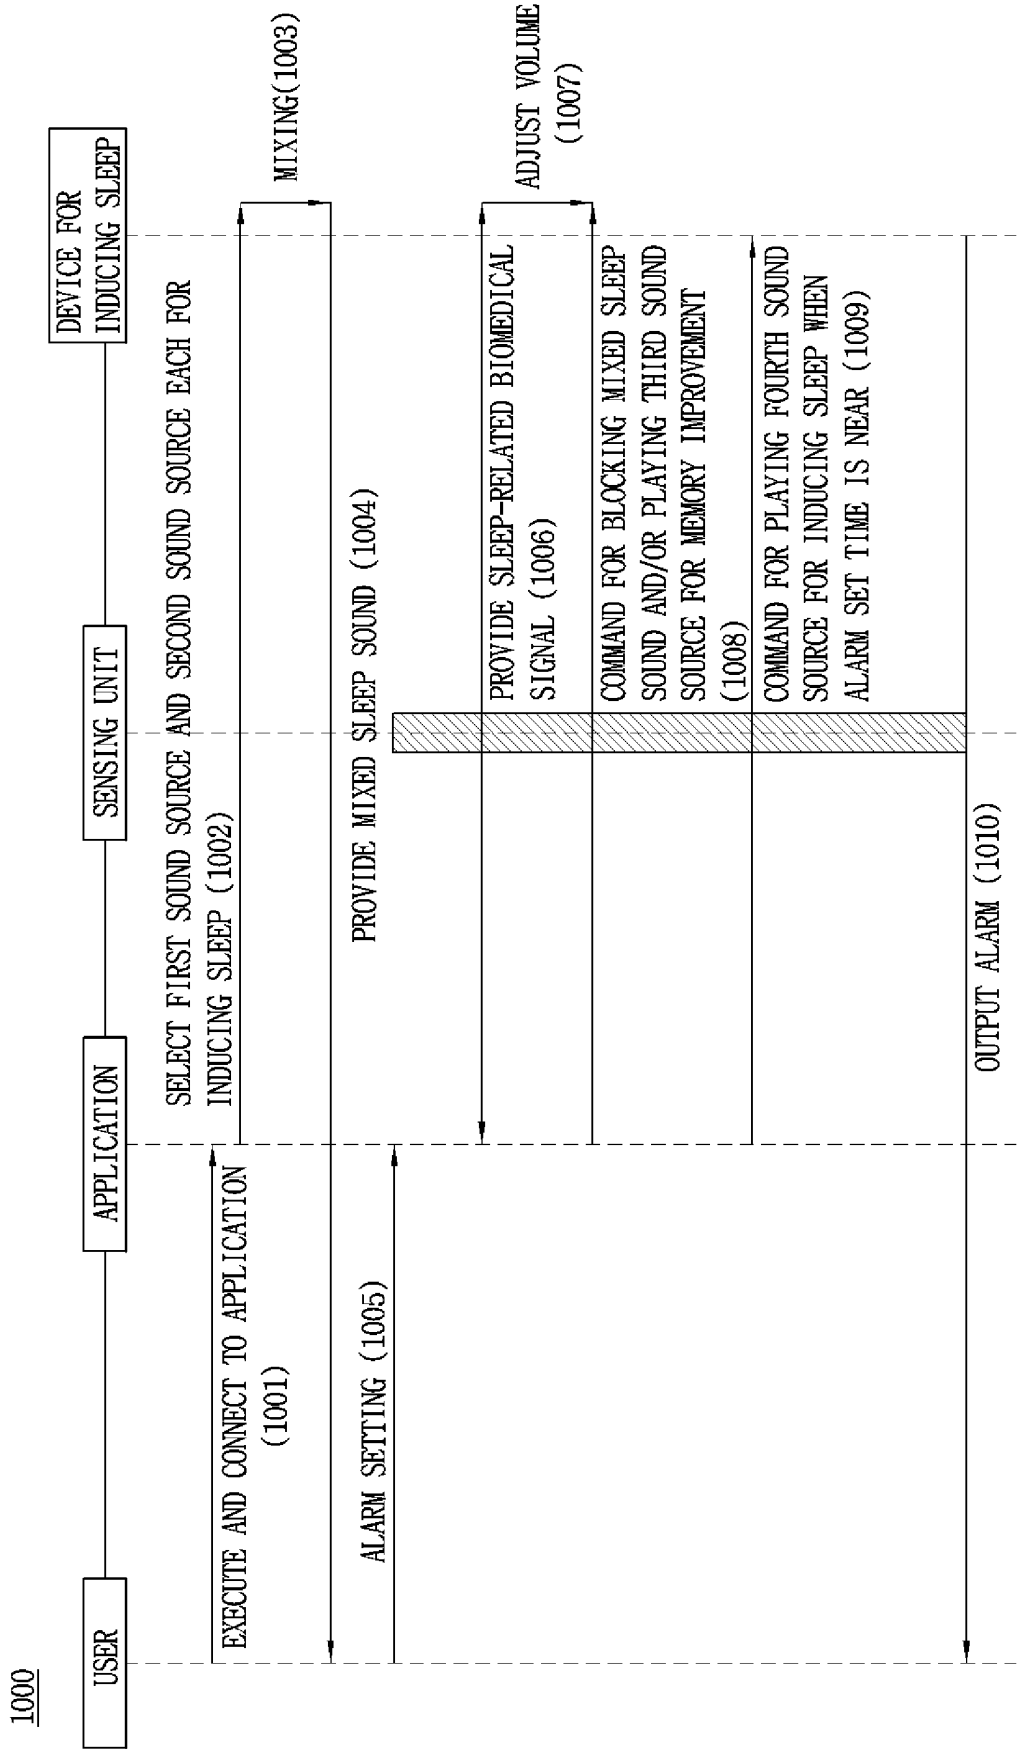 1000
USER
APPLICATION
SENSING UNIT
DEVICE FOR
INDUCING SLEEP
EXECUTE AND CONNECT TO APPLICATION
(1001)
SELECT FIRST SOUND SOURCE AND SECOND SOUND SOURCE EACH FOR
INDUCING SLEEP (1002)
MIXING(1003)
PROVIDE MIXED SLEEP SOUND (1004)
ALARM SETTING (1005)
PROVIDE SLEEP-RELATED BIOMEDICAL
SIGNAL (1006)
ADJUST VOLUME
(1007)
COMMAND FOR BLOCKING MIXED SLEEP
SOUND AND/OR PLAYING THIRD SOUND
SOURCE FOR MEMORY IMPROVEMENT
(1008)
COMMAND FOR PLAYING FOURTH SOUND
SOURCE FOR INDUCING SLEEP WHEN
ALARM SET TIME IS NEAR (1009)
OUTPUT ALARM (1010)